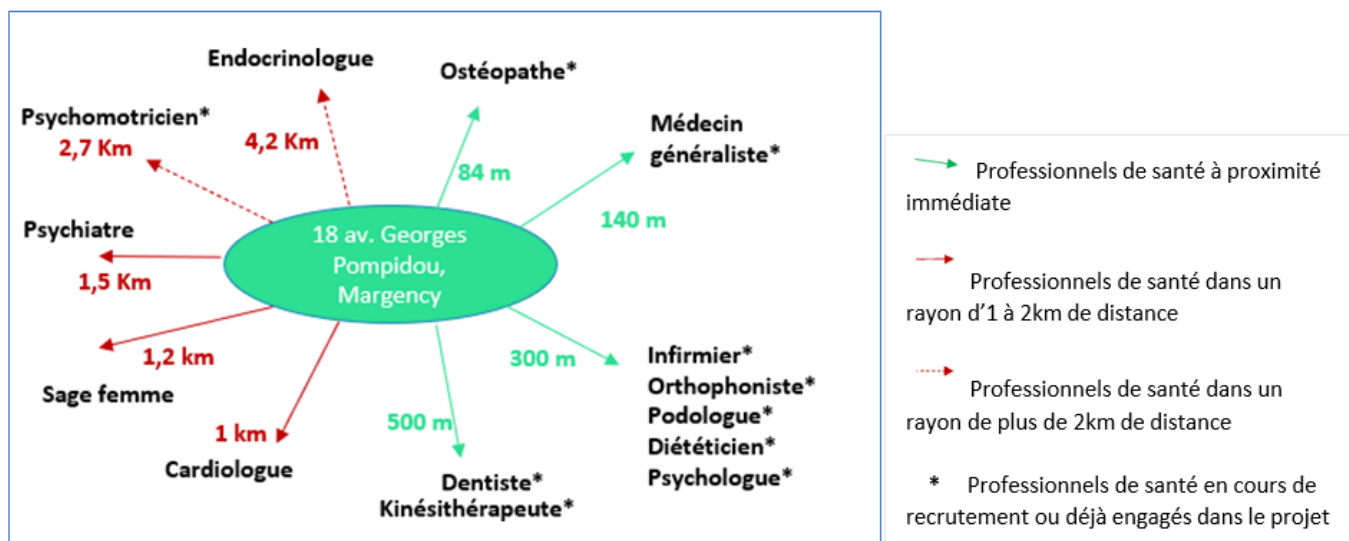 Endocrinologue
4,2 Km
Ostéopathe*
84 m
Médecin
généraliste*
140 m
Psychomotricien*
2,7 Km
Psychiatre
1,5 Km
18 av. Georges
Pompidou,
Margency
Sage femme
1,2 km
Cardiologue
1 km
500 m
Dentiste*
Kinésithérapeute*
300 m
Infirmier*
Orthophoniste*
Podologue*
Diététicien*
Psychologue*
Professionnels de santé à proximité
immédiate
Professionnels de santé dans un
rayon d’1 à 2km de distance
Professionnels de santé dans un
rayon de plus de 2km de distance
* Professionnels de santé en cours de
recrutement ou déjà engagés dans le projet